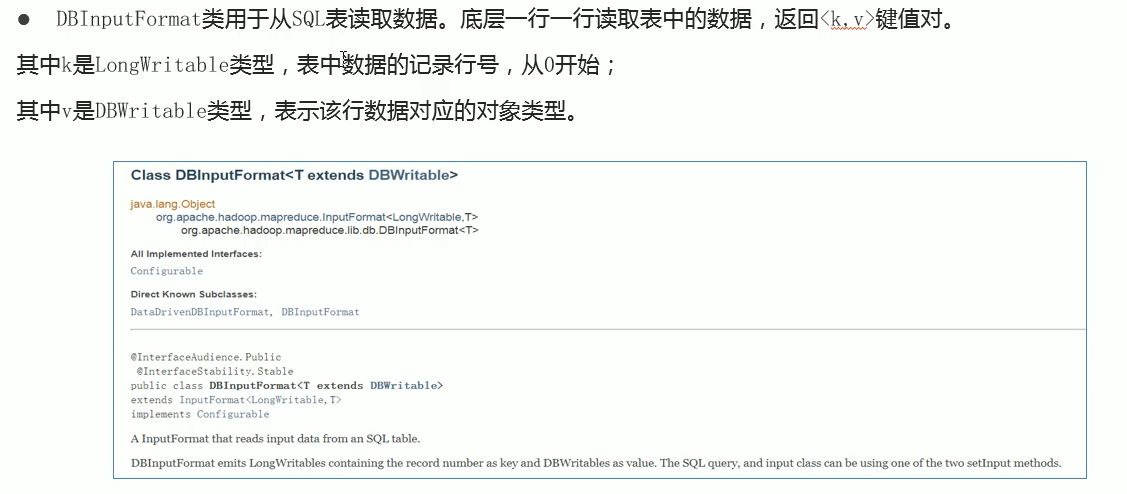 ● DBInputFormat类用于从SQL表读取数据。底层一行一行读取表中的数据，返回<k,v>键值对。
其中k是LongWritable类型，表中数据的记录行号，从0开始；
其中v是DBWritable类型，表示该行数据对应的对象类型。
Class DBInputFormat<T extends DBWritable>
java.lang.Object
org.apache.hadoop.mapreduce.InputFormat<LongWritable,T>
org.apache.hadoop.mapreduce.lib.db.DBInputFormat<T>
All Implemented Interfaces:
Configurable
Direct Known Subclasses:
DataDrivenDBInputFormat, DBInputFormat
@InterfaceAudience.Public
@InterfaceStability.Stable
public class DBInputFormat<T extends DBWritable>
extends InputFormat<LongWritable,T>
implements Configurable
A InputFormat that reads input data from an SQL table.
DBInputFormat emits LongWritables containing the record number as key and DBWritables as value. The SQL query, and input class can be using one of the two setInput methods.